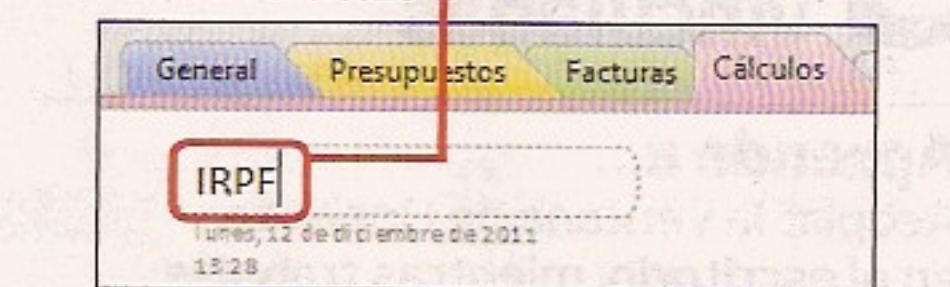 General Presupuestos Facturas Cálculos
IRPF
lunes, 12 de diciembre de 2011
13:28